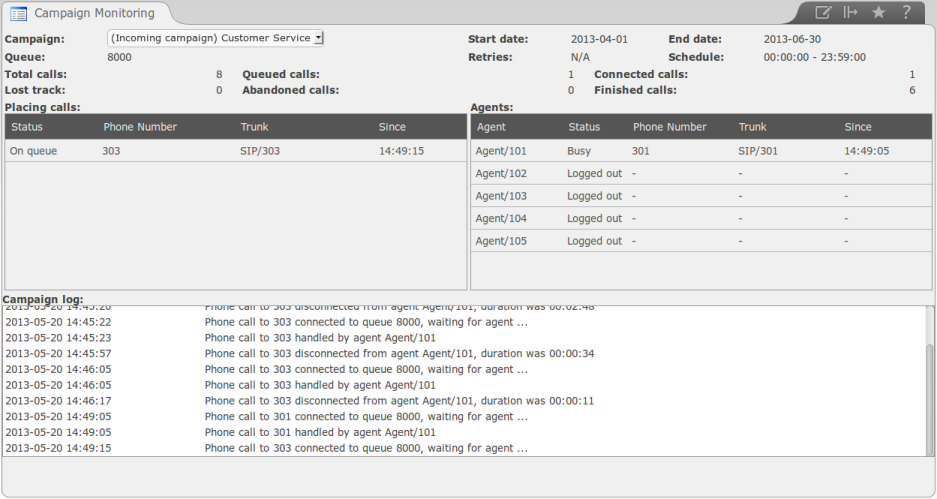 Campaign Monitoring
?
Campaign: (Incoming campaign) Customer Service Start date: 2013-04-01 End date: 2013-06-30
Queue: 8000 Retries: N/A Schedule: 00:00:00 - 23:59:00
Total calls: 8 Queued calls: 1 Connected calls: 1
Lost track: 0 Abandoned calls: 0 Finished calls: 6
Placing calls: Agents:
Status Phone Number Trunk Since Agent Status Phone Number Trunk Since
On queue 303 SIP/303 14:49:15 Agent/101 Busy 301 SIP/301 14:49:05
Agent/102 Logged out - - -
Agent/103 Logged out - - -
Agent/104 Logged out - - -
Agent/105 Logged out - - -
Campaign log:
2013-05-20 14:45:20 Phone call to 303 disconnected from agent Agent/101, duration was 00:02:48
2013-05-20 14:45:22 Phone call to 303 connected to queue 8000, waiting for agent ...
2013-05-20 14:45:23 Phone call to 303 handled by agent Agent/101
2013-05-20 14:45:57 Phone call to 303 disconnected from agent Agent/101, duration was 00:00:34
2013-05-20 14:46:05 Phone call to 303 connected to queue 8000, waiting for agent ...
2013-05-20 14:46:05 Phone call to 303 handled by agent Agent/101
2013-05-20 14:46:17 Phone call to 303 disconnected from agent Agent/101, duration was 00:00:11
2013-05-20 14:49:05 Phone call to 301 connected to queue 8000, waiting for agent ...
2013-05-20 14:49:05 Phone call to 301 handled by agent Agent/101
2013-05-20 14:49:15 Phone call to 303 connected to queue 8000, waiting for agent ...